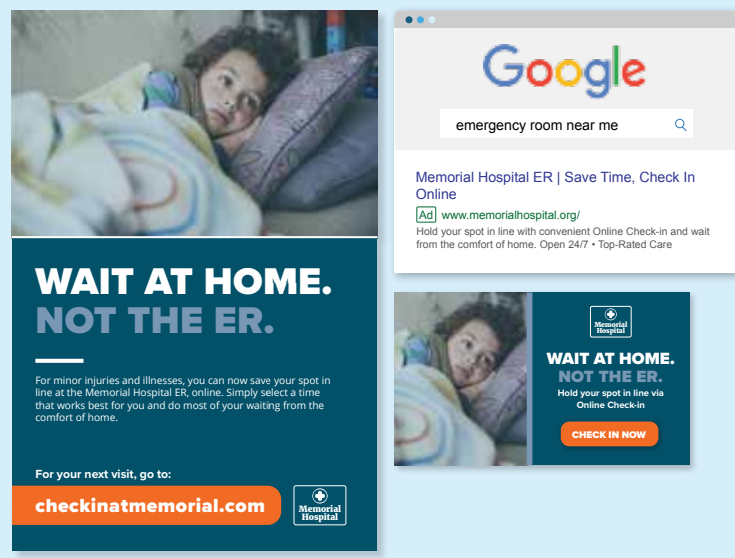 WAIT AT HOME.
NOT THE ER.
For minor injuries and illnesses, you can now save your spot in
line at the Memorial Hospital ER, online. Simply select a time
that works best for you and do most of your waiting from the
comfort of home.
For your next visit, go to:
checkinatmemorial.com
Memorial
Hospital
Google
emergency room near me
Memorial Hospital ER | Save Time, Check In
Online
Ad www.memorialhospital.org/
Hold your spot in line with convenient Online Check-in and wait
from the comfort of home. Open 24/7 • Top-Rated Care
Memorial
Hospital
WAIT AT HOME.
NOT THE ER.
Hold your spot in line via
Online Check-in
CHECK IN NOW